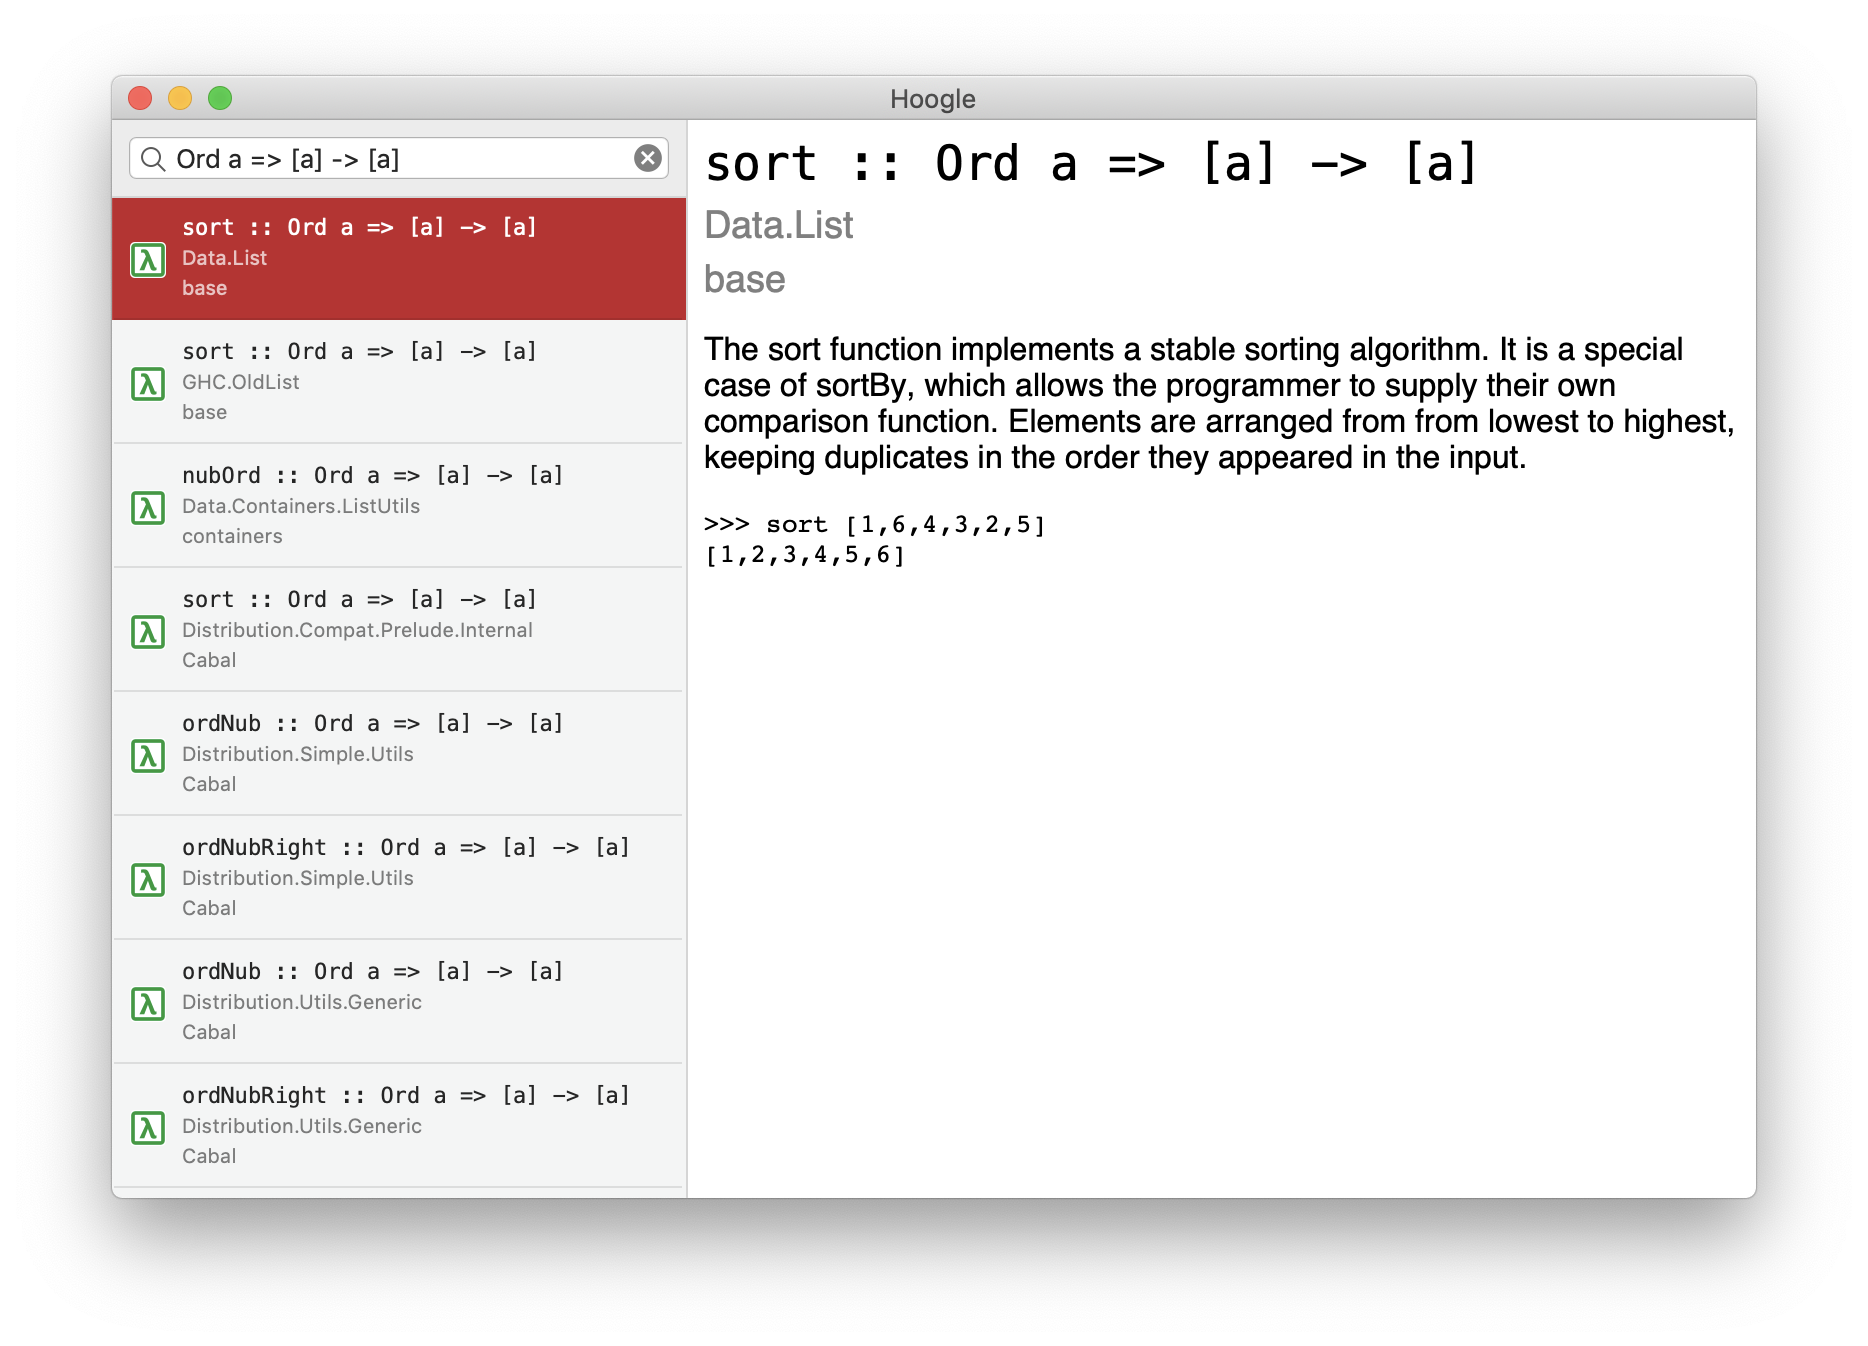 Hoogle
Ord a => [a] -> [a]
sort :: Ord a => [a] -> [a]
Data.List
base
sort :: Ord a => [a] -> [a]
GHC.OldList
base
nubOrd :: Ord a => [a] -> [a]
Data.Containers.ListUtils
containers
sort :: Ord a => [a] -> [a]
Distribution.Compat.Prelude.Internal
Cabal
ordNub :: Ord a => [a] -> [a]
Distribution.Simple.Utils
Cabal
ordNubRight :: Ord a => [a] -> [a]
Distribution.Simple.Utils
Cabal
ordNub :: Ord a => [a] -> [a]
Distribution.Utils.Generic
Cabal
ordNubRight :: Ord a => [a] -> [a]
Distribution.Utils.Generic
Cabal
sort :: Ord a => [a] -> [a]
Data.List
base
The sort function implements a stable sorting algorithm. It is a special
case of sortBy, which allows the programmer to supply their own
comparison function. Elements are arranged from from lowest to highest,
keeping duplicates in the order they appeared in the input.
>>> sort [1,6,4,3,2,5]
[1,2,3,4,5,6]